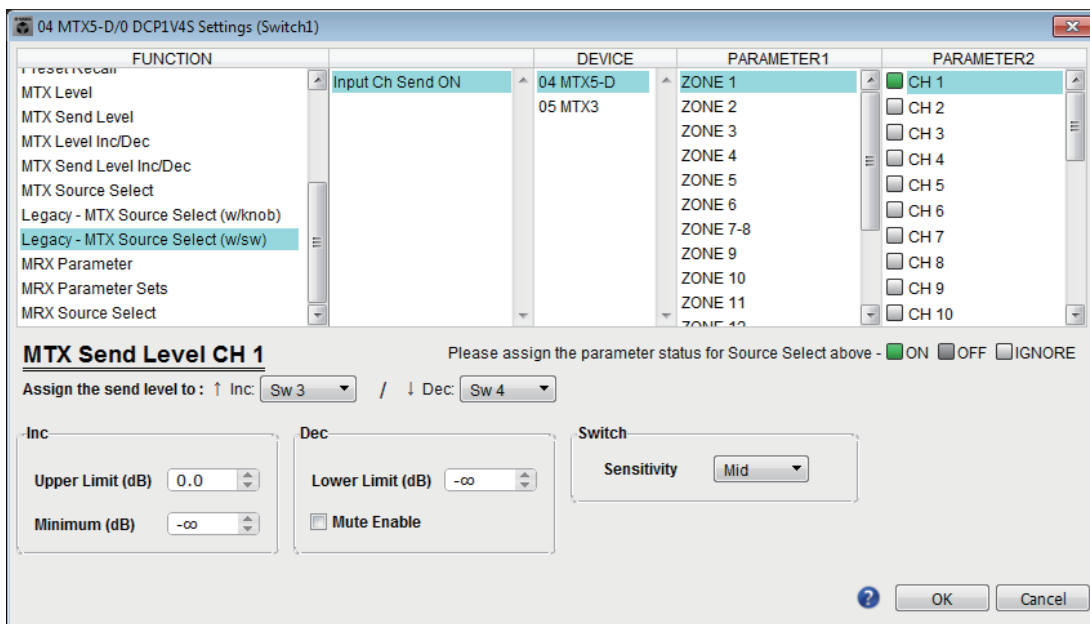 04 MTX5-D/0 DCP1V4S Settings (Switch1)
FUNCTION DEVICE PARAMETER1 PARAMETER2
Preset Recall
MTX Level
MTX Send Level
MTX Level Inc/Dec
MTX Send Level Inc/Dec
MTX Source Select
Legacy - MTX Source Select (w/knob)
Legacy - MTX Source Select (w/sw)
MRX Parameter
MRX Parameter Sets
MRX Source Select
Input Ch Send ON
04 MTX5-D
05 MTX3
ZONE 1
ZONE 2
ZONE 3
ZONE 4
ZONE 5
ZONE 6
ZONE 7-8
ZONE 9
ZONE 10
ZONE 11
ZONE 12
CH 1
CH 2
CH 3
CH 4
CH 5
CH 6
CH 7
CH 8
CH 9
CH 10
MTX Send Level CH 1
Please assign the parameter status for Source Select above - ON OFF IGNORE
Assign the send level to : ↑ Inc: Sw 3 / ↓ Dec: Sw 4
Inc
Upper Limit (dB) 0.0
Minimum (dB) -∞
Dec
Lower Limit (dB) -∞
Mute Enable
Switch
Sensitivity Mid
? OK Cancel